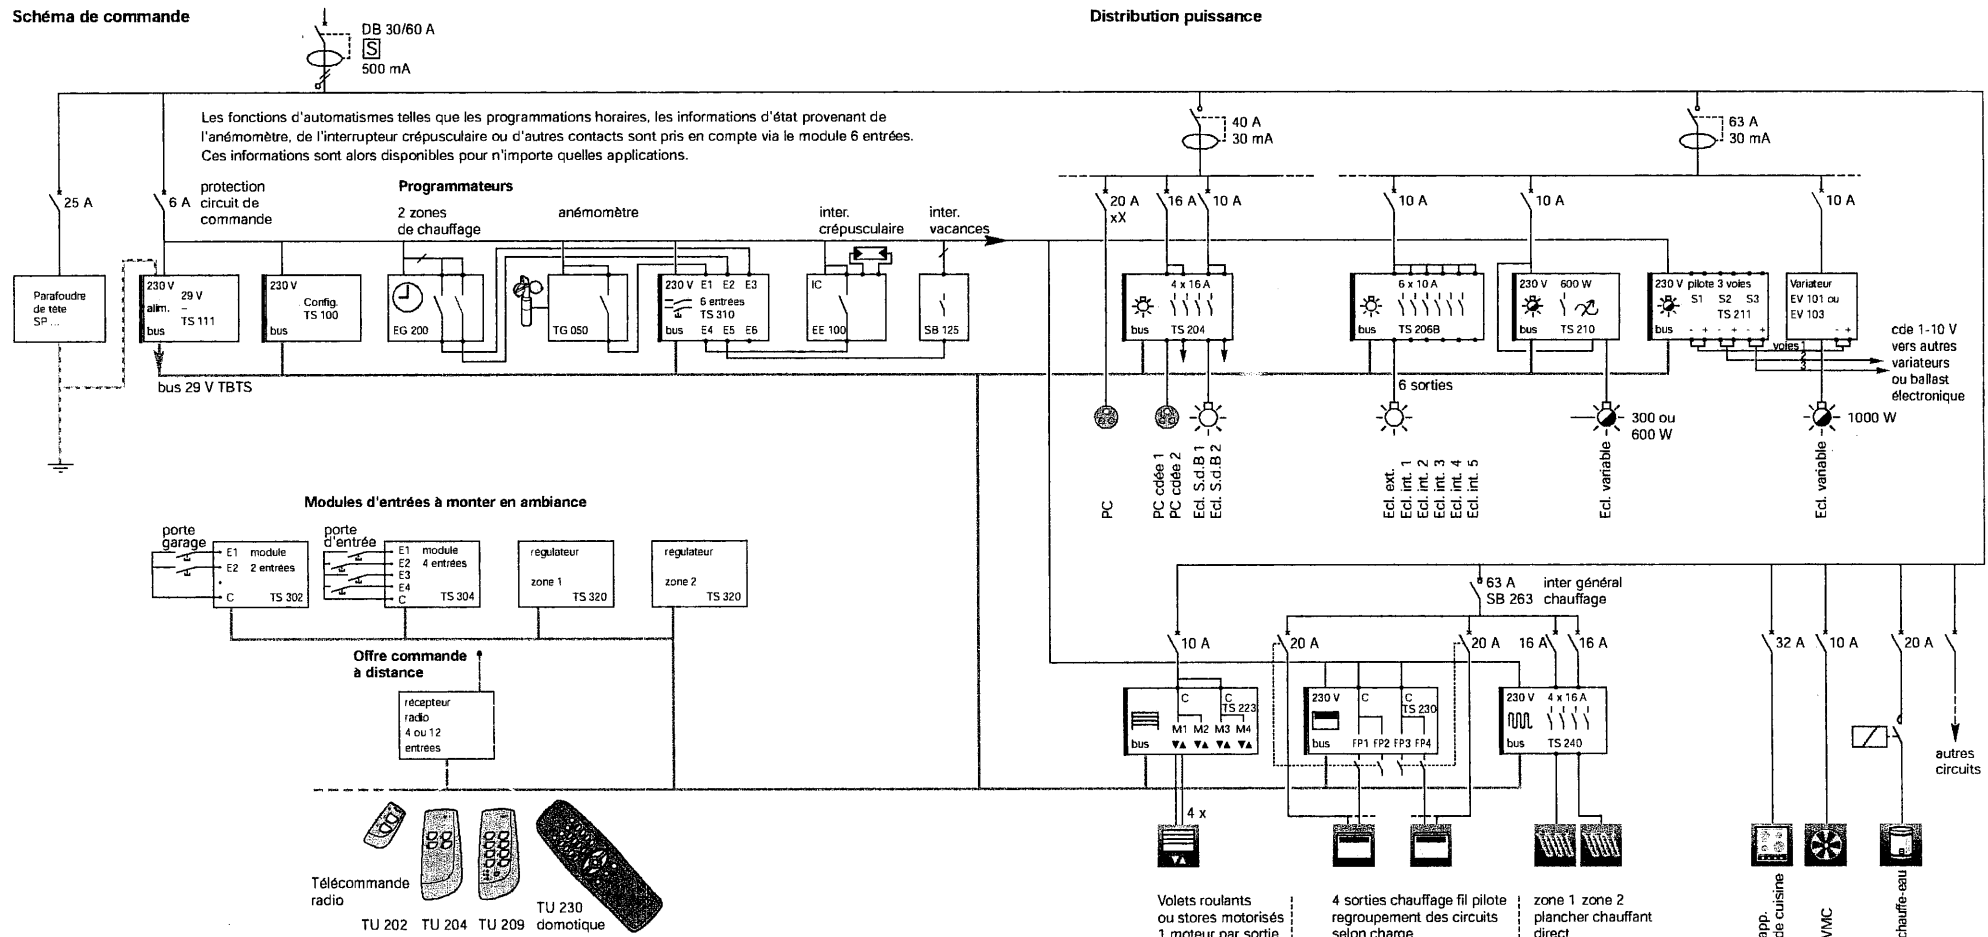 Schéma de commande
Distribution puissance
DB 30/60 A
S
500 mA
Les fonctions d'automatismes telles que les programmations horaires, les informations d'état provenant de
l'anémomètre, de l'interrupteur crépusculaire ou d'autres contacts sont pris en compte via le module 6 entrées.
Ces informations sont alors disponibles pour n'importe quelles applications.
40 A
30 mA
63 A
30 mA
25 A
6 A
protection
circuit de
commande
Programmateurs
2 zones
de chauffage
anémomètre
inter.
crépusculaire
inter.
vacances
20 A
xX
16 A
10 A
10 A
10 A
10 A
Parafoudre
de tête
SP ...
230 V
29 V
alim.
TS 111
bus
230 V
Config.
TS 100
bus
EG 200
TG 050
230 V E1 E2 E3
6 entrées
TS 310
bus E4 E5 E6
IC
EE 100
SB 125
4 x 16 A
bus TS 204
6 x 10 A
bus TS 206B
230 V 600 W
bus TS 210
230 V pilote 3 voies
S1 S2 S3
TS 211
bus - + - + - +
Variateur
EV 101 ou
EV 103
- +
voies 1
2
3
cde 1-10 V
vers autres
variateurs
ou ballast
électronique
bus 29 V TBTS
6 sorties
300 ou
600 W
1000 W
PC
PC cdée 1
PC cdée 2
Ecl. S.d.B 1
Ecl. S.d.B 2
Ecl. ext.
Ecl. int. 1
Ecl. int. 2
Ecl. int. 3
Ecl. int. 4
Ecl. int. 5
Ecl. variable
Ecl. variable
Modules d'entrées à monter en ambiance
porte
garage
E1 module
E2 2 entrées
C TS 302
porte
d'entrée
E1 module
E2 4 entrées
E3
E4
C TS 304
regulateur
zone 1
TS 320
regulateur
zone 2
TS 320
Offre commande
à distance
récepteur
radio
4 ou 12
entrées
63 A
SB 263
inter général
chauffage
10 A
20 A
20 A
16 A
16 A
32 A
10 A
20 A
C C
TS 223
M1 M2 M3 M4
bus
230 V C C
TS 230
bus FP1 FP2 FP3 FP4
230 V 4 x 16 A
bus TS 240
autres
circuits
4 x
Télécommande
radio
TU 202 TU 204 TU 209
TU 230
domotique
Volets roulants
ou stores motorisés
1 moteur par sortie
4 sorties chauffage fil pilote
regroupement des circuits
selon charge
zone 1 zone 2
plancher chauffant
direct
app.
de cuisine
VMC
chauffe-eau